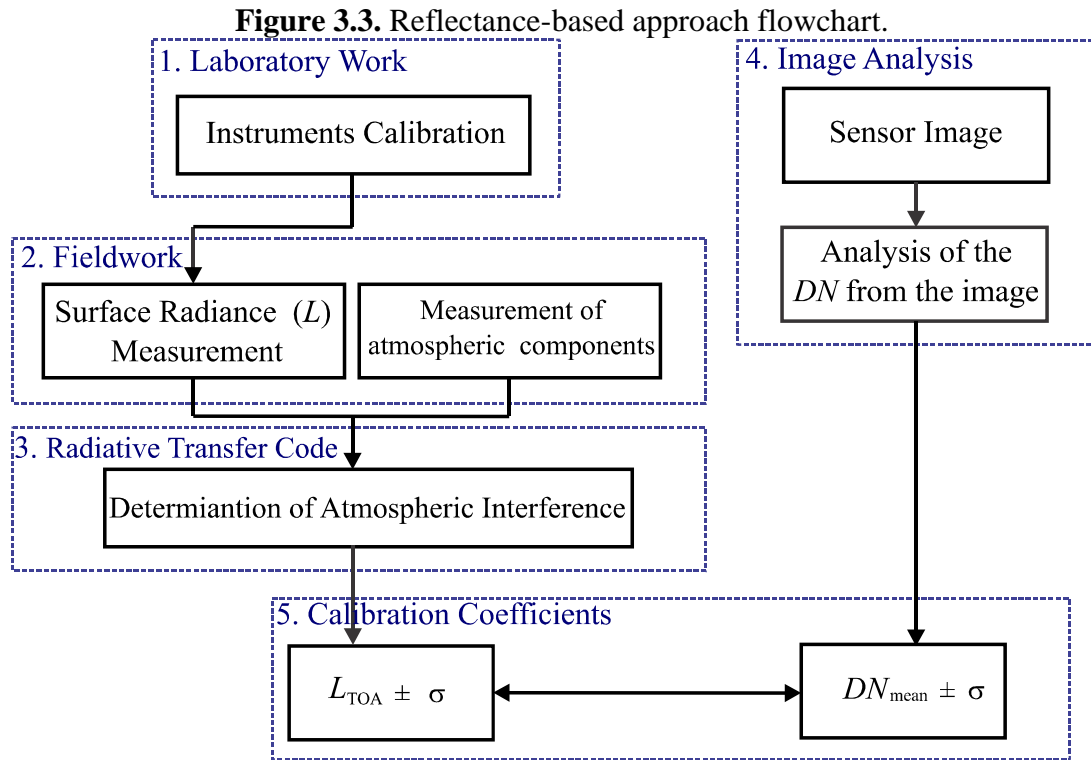 Figure 3.3. Reflectance-based approach flowchart.
1. Laboratory Work
Instruments Calibration
2. Fieldwork
Surface Radiance (L)
Measurement
Measurement of
atmospheric components
3. Radiative Transfer Code
Determiantion of Atmospheric Interference
4. Image Analysis
Sensor Image
Analysis of the
DN from the image
5. Calibration Coefficients
LTOA ± σ
DNmean ± σ